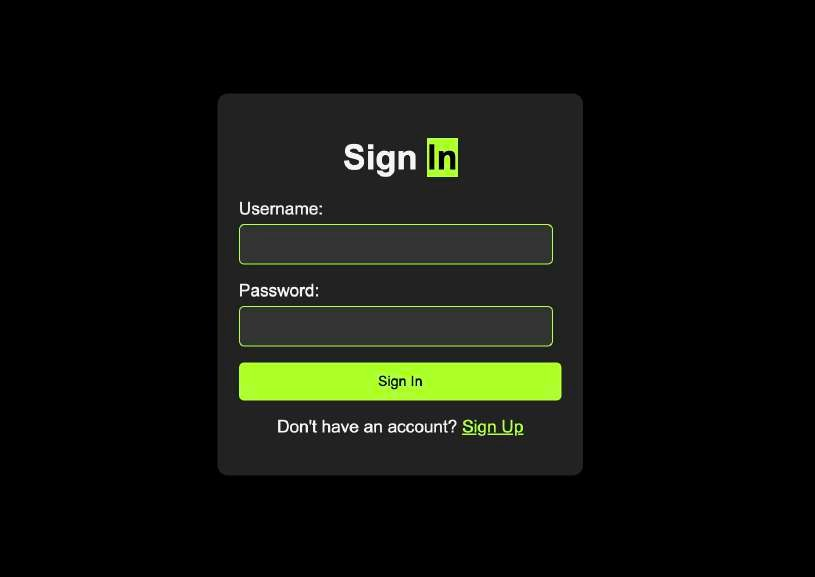 Sign In
Username:
Password:
Sign In
Don't have an account? Sign Up